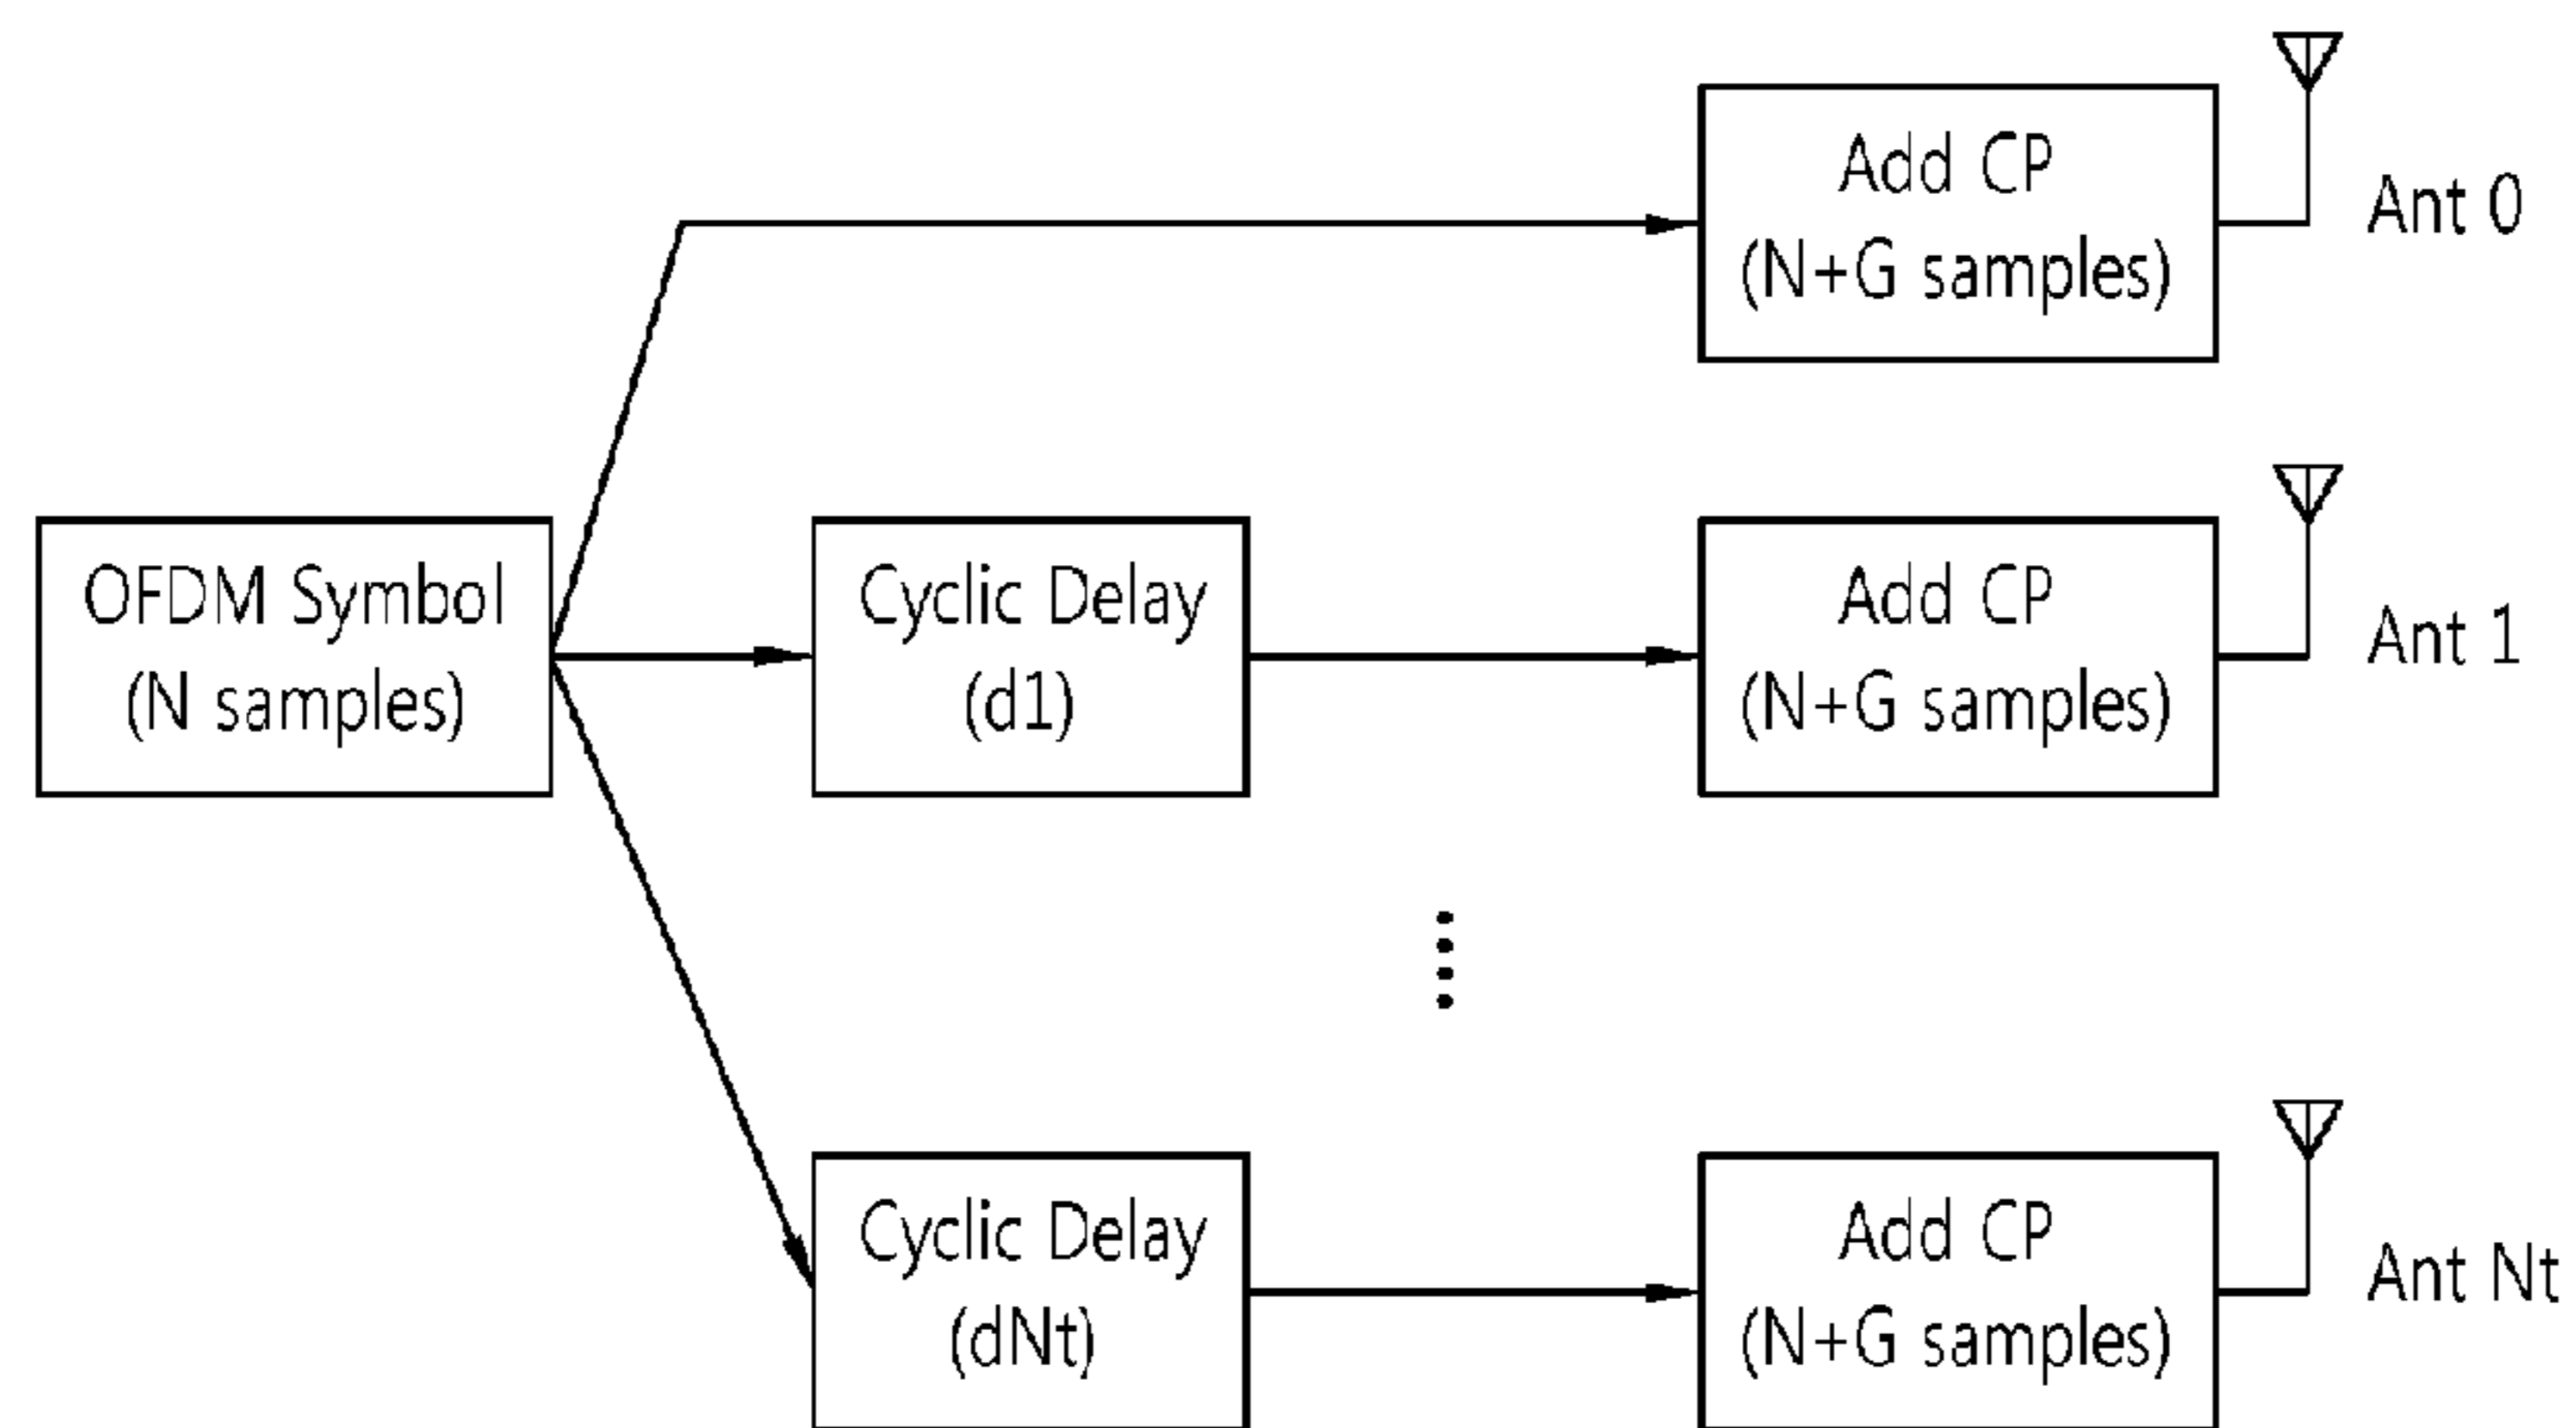 Add CP
(N+G samples)
Ant 0
OFDM Symbol
(N samples)
Cyclic Delay
(d1)
Add CP
(N+G samples)
Ant 1
Cyclic Delay
(dNt)
Add CP
(N+G samples)
Ant Nt